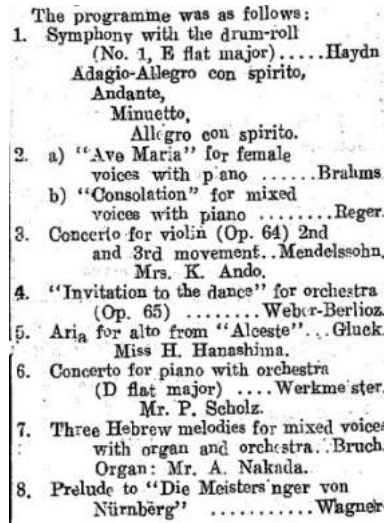 The programme was as follows:
1. Symphony with the drum-roll
(No. 1, E flat major).....Haydn
Adagio-Allegro con spirito,
Andante,
Minuetto,
Allegro con spirito.
2. a) "Ave Maria" for female
voices with piano ......Brahms
b) "Consolation" for mixed
voices with piano ........Reger.
3. Concerto for violin (Op. 64) 2nd
and 3rd movement..Mendelssohn,
Mrs. K. Ando.
4. "Invitation to the dance" for orchestra
(Op. 65) ........Weber-Berlioz.
5. Aria for alto from "Alceste"...Gluck.
Miss H. Hanashima.
6. Concerto for piano with orchestra
(D flat major) ....Werkmeister.
Mr. P. Scholz.
7. Three Hebrew melodies for mixed voices
with organ and orchestra..Bruch.
Organ: Mr. A. Nakada.
8. Prelude to "Die Meistersinger von
Nürnberg" ...........Wagner